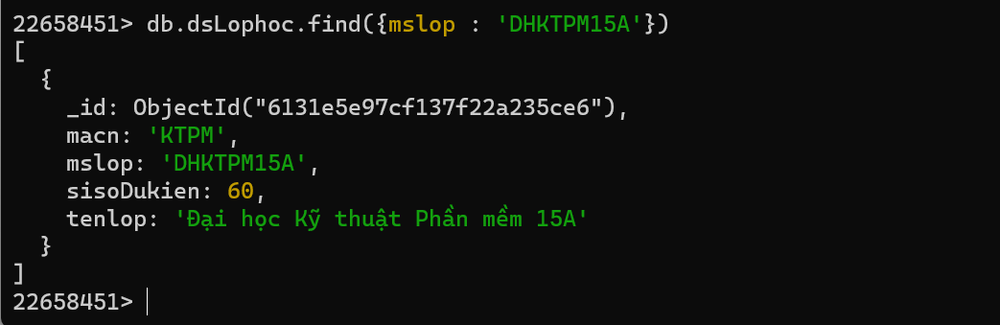 22658451> db.dsLophoc.find({mslop : 'DHKTPM15A'})
[
  {
    _id: ObjectId("6131e5e97cf137f22a235ce6"),
    macn: 'KTPM',
    mslop: 'DHKTPM15A',
    sisoDukien: 60,
    tenlop: 'Đại học Kỹ thuật Phần mềm 15A'
  }
]
22658451>